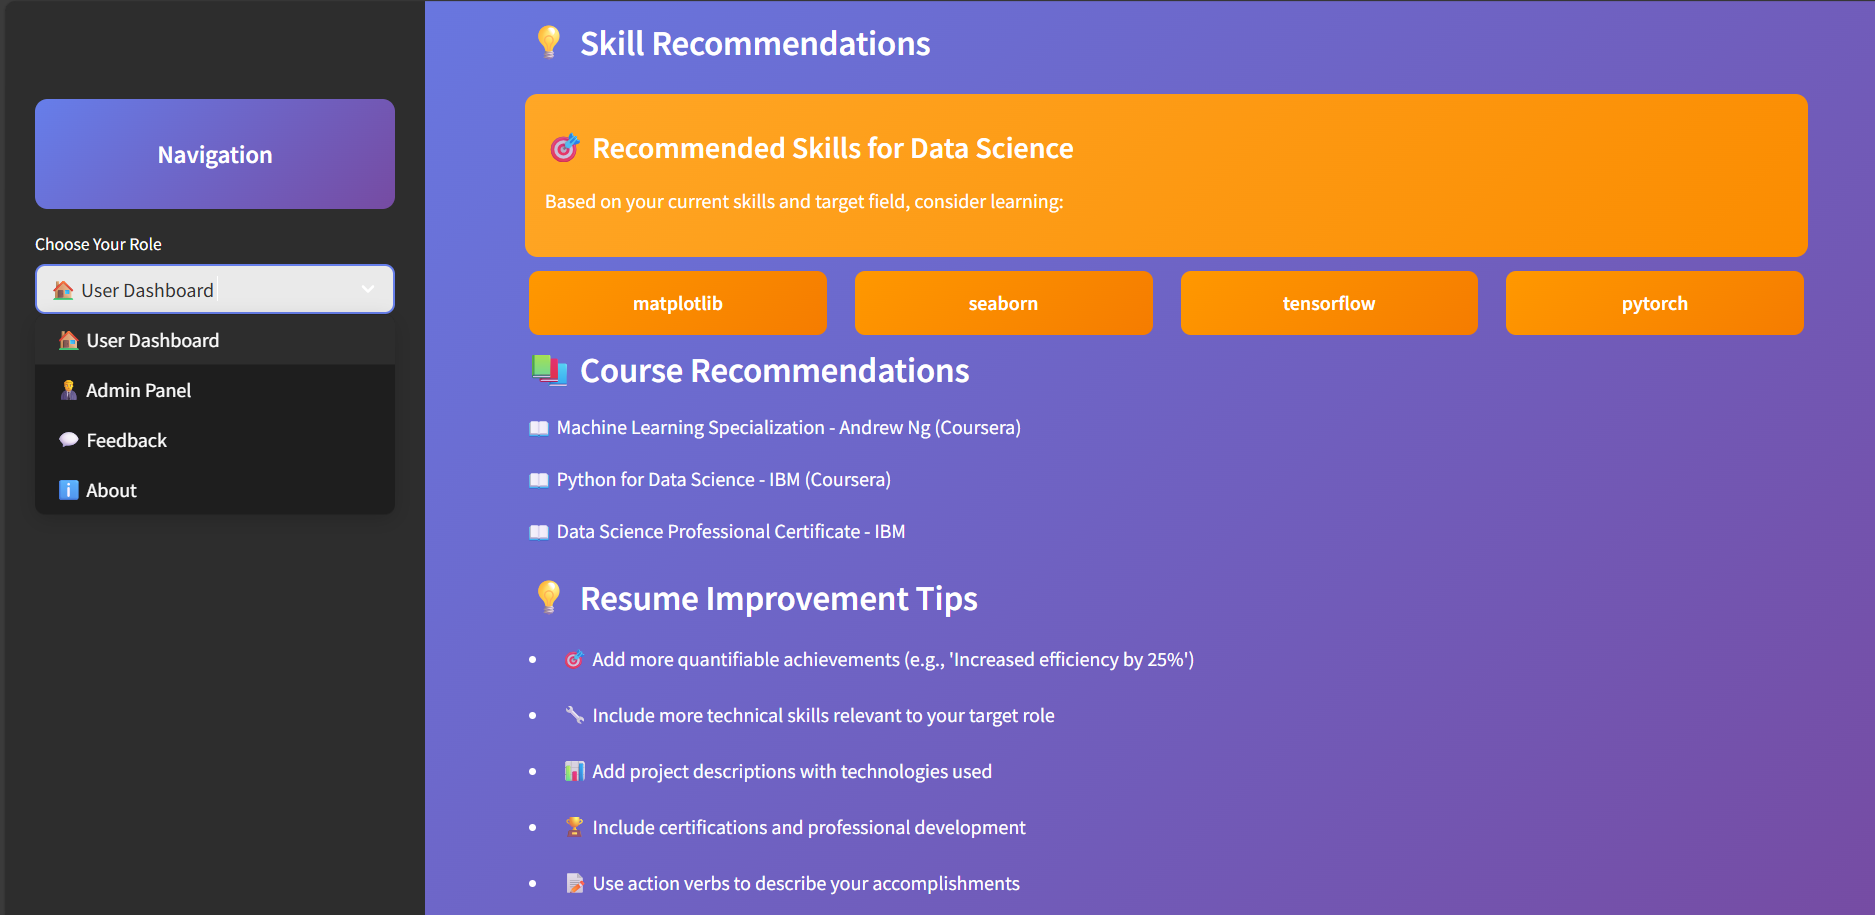 Navigation
Choose Your Role
User Dashboard
User Dashboard
Admin Panel
Feedback
About
Skill Recommendations
Recommended Skills for Data Science
Based on your current skills and target field, consider learning:
matplotlib
seaborn
tensorflow
pytorch
Course Recommendations
Machine Learning Specialization - Andrew Ng (Coursera)
Python for Data Science - IBM (Coursera)
Data Science Professional Certificate - IBM
Resume Improvement Tips
Add more quantifiable achievements (e.g., 'Increased efficiency by 25%')
Include more technical skills relevant to your target role
Add project descriptions with technologies used
Include certifications and professional development
Use action verbs to describe your accomplishments